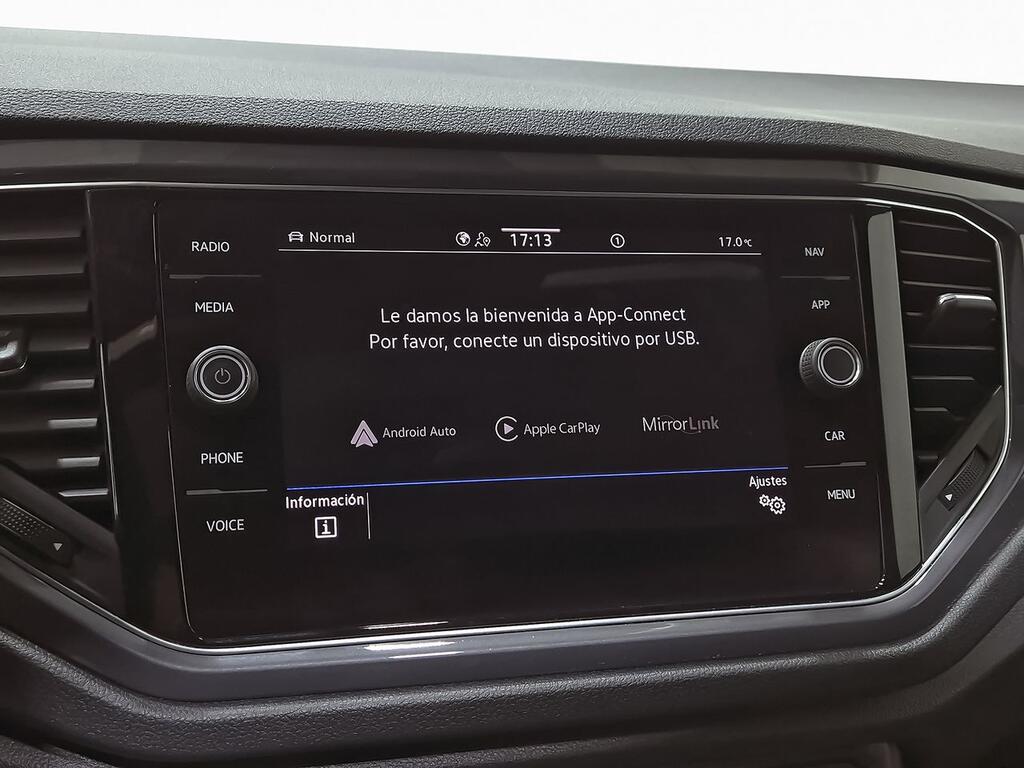 RADIO
MEDIA
PHONE
VOICE
Normal
17:13
1
17.0°C
Le damos la bienvenida a App-Connect
Por favor, conecte un dispositivo por USB.
Android Auto
Apple CarPlay
MirrorLink
Información
i
Ajustes
NAV
APP
CAR
MENU